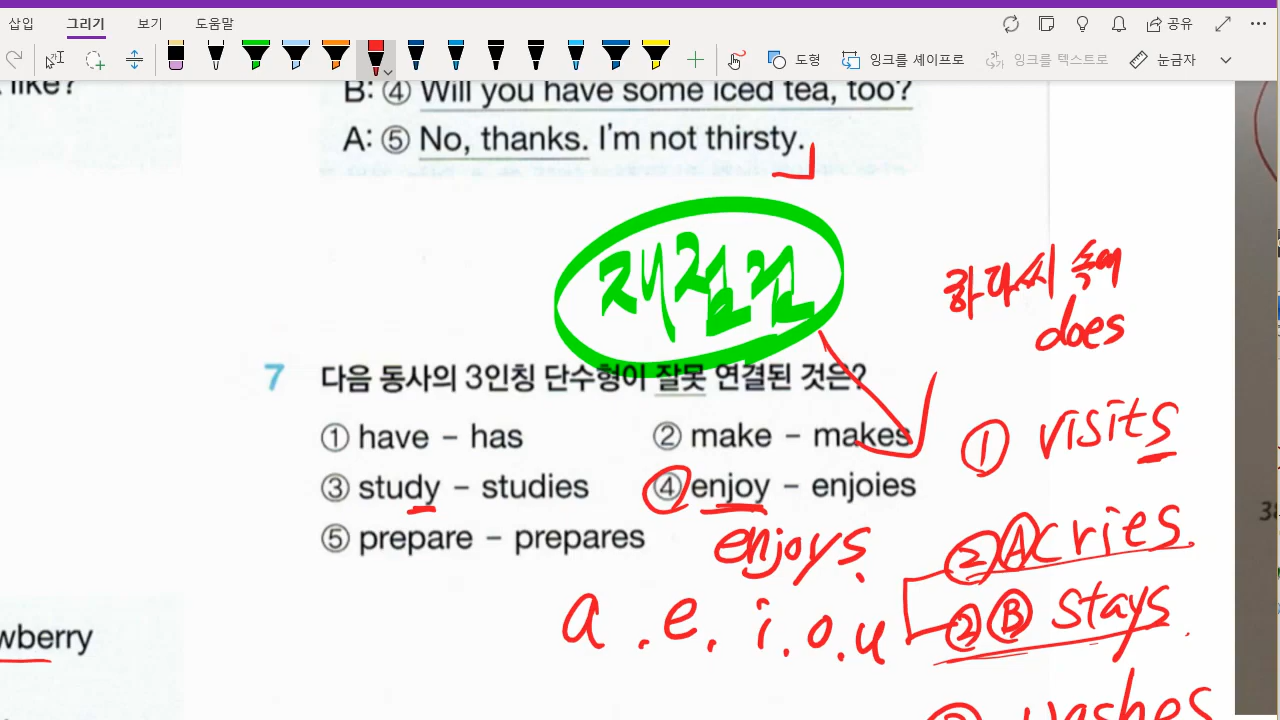 삽입 그리기 보기 도움말 공유
도형 잉크를 셰이프로 잉크를 텍스트로 눈금자
like?
B: ④ Will you have some iced tea, too?
A: ⑤ No, thanks. I'm not thirsty.
재점검
하다씨 속에
does
7 다음 동사의 3인칭 단수형이 잘못 연결된 것은?
① have – has ② make – makes
① visits
③ study – studies ④ enjoy – enjoies
⑤ prepare – prepares
enjoys
② Ⓐ cries
a . e . i . o . u
② Ⓑ stays
wberry
washes